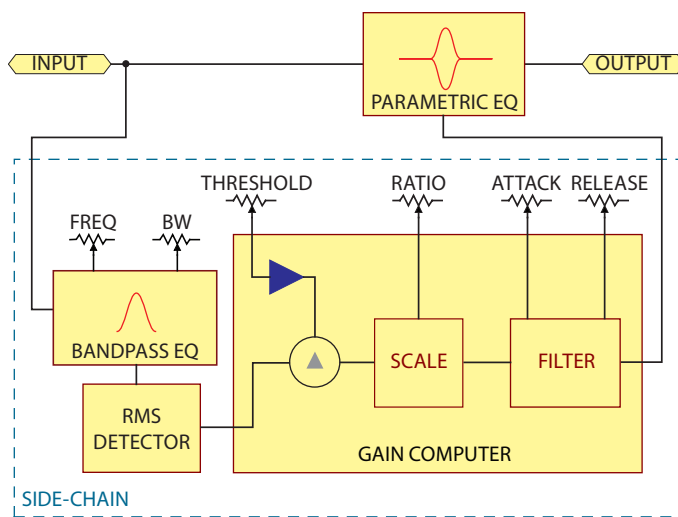 INPUT
OUTPUT
PARAMETRIC EQ
THRESHOLD
RATIO
ATTACK
RELEASE
FREQ
BW
BANDPASS EQ
SCALE
FILTER
RMS
DETECTOR
GAIN COMPUTER
SIDE-CHAIN